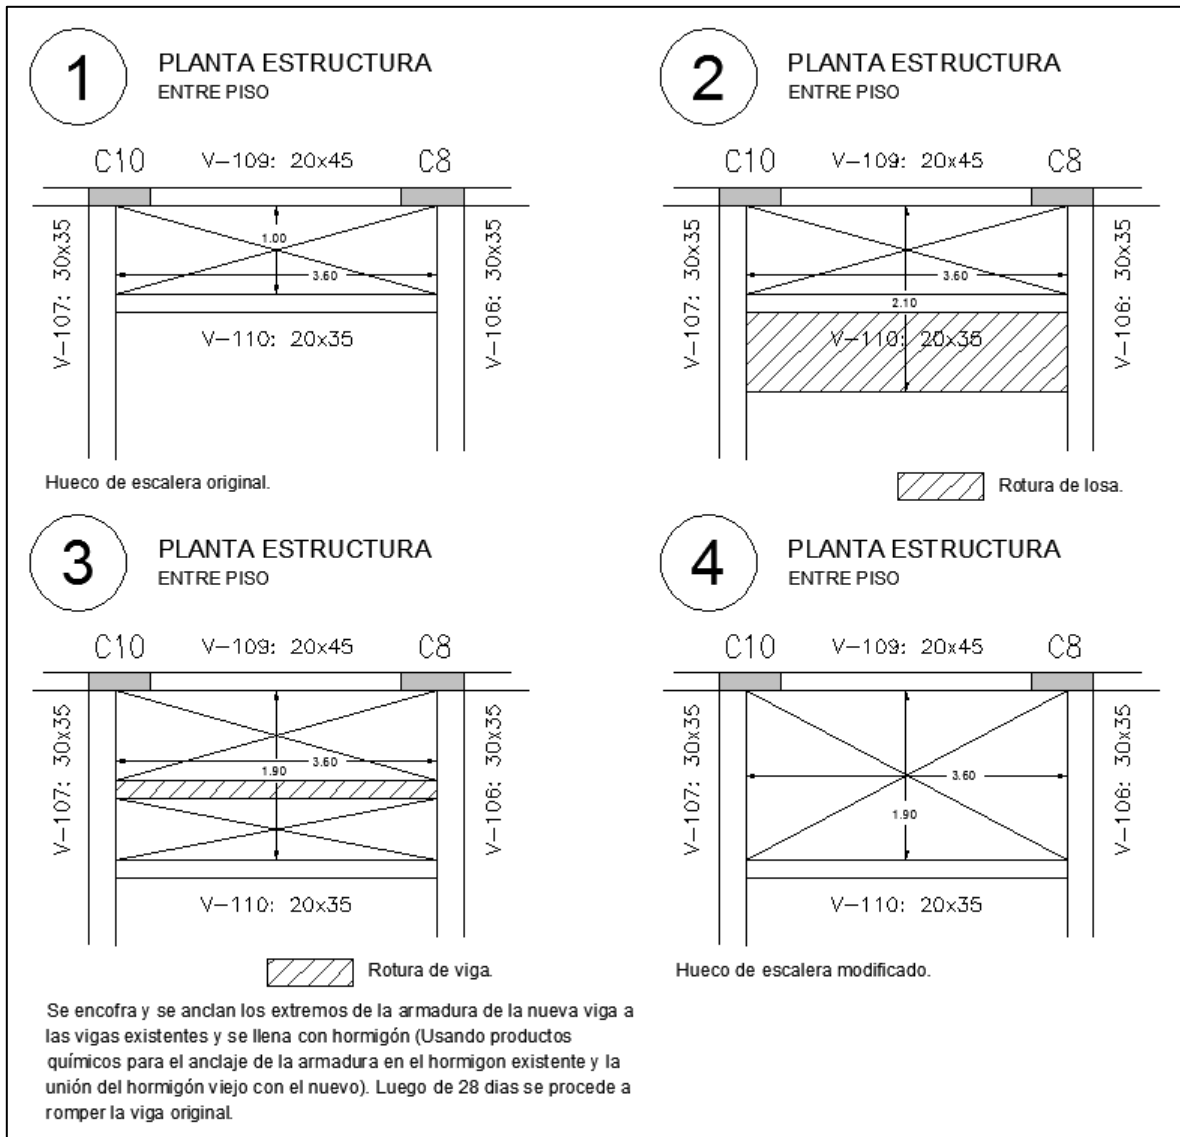 1
PLANTA ESTRUCTURA
ENTRE PISO
C10
V-109: 20x45
C8
V-107: 30x35
1.00
3.60
V-106: 30x35
V-110: 20x35
Hueco de escalera original.
2
PLANTA ESTRUCTURA
ENTRE PISO
C10
V-109: 20x45
C8
V-107: 30x35
3.60
2.10
V-106: 30x35
V-110: 20x35
Rotura de losa.
3
PLANTA ESTRUCTURA
ENTRE PISO
C10
V-109: 20x45
C8
V-107: 30x35
3.60
1.90
V-106: 30x35
V-110: 20x35
Rotura de viga.
Se encofra y se anclan los extremos de la armadura de la nueva viga a
las vigas existentes y se llena con hormigón (Usando productos
químicos para el anclaje de la armadura en el hormigon existente y la
unión del hormigón viejo con el nuevo). Luego de 28 dias se procede a
romper la viga original.
4
PLANTA ESTRUCTURA
ENTRE PISO
C10
V-109: 20x45
C8
V-107: 30x35
3.60
1.90
V-106: 30x35
V-110: 20x35
Hueco de escalera modificado.